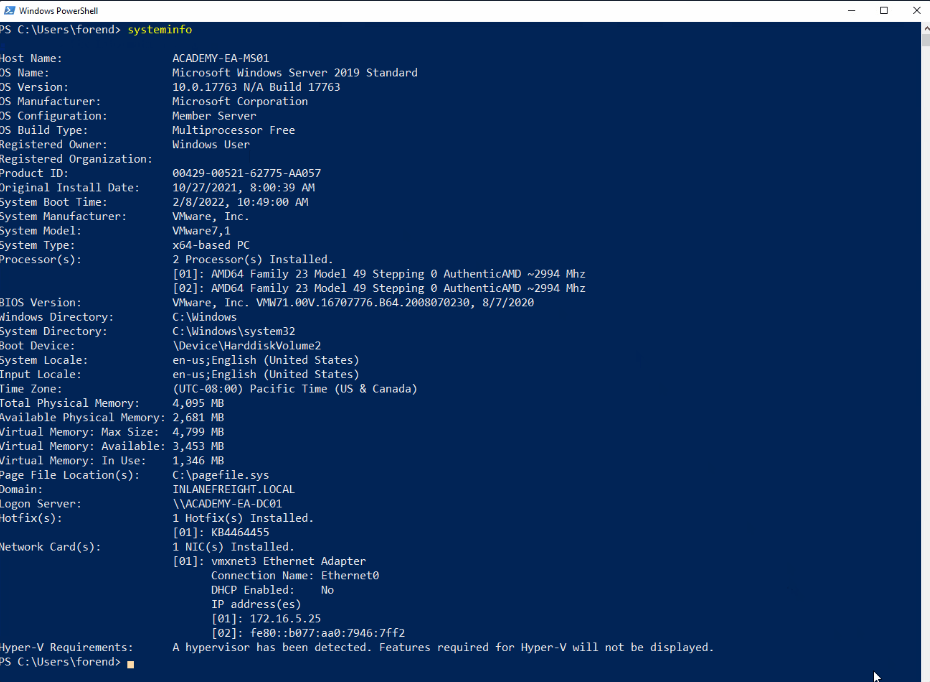 Windows PowerShell
PS C:\Users\forend> systeminfo
Host Name: ACADEMY-EA-MS01
OS Name: Microsoft Windows Server 2019 Standard
OS Version: 10.0.17763 N/A Build 17763
OS Manufacturer: Microsoft Corporation
OS Configuration: Member Server
OS Build Type: Multiprocessor Free
Registered Owner: Windows User
Registered Organization:
Product ID: 00429-00521-62775-AA057
Original Install Date: 10/27/2021, 8:00:39 AM
System Boot Time: 2/8/2022, 10:49:00 AM
System Manufacturer: VMware, Inc.
System Model: VMware7,1
System Type: x64-based PC
Processor(s): 2 Processor(s) Installed.
[01]: AMD64 Family 23 Model 49 Stepping 0 AuthenticAMD ~2994 Mhz
[02]: AMD64 Family 23 Model 49 Stepping 0 AuthenticAMD ~2994 Mhz
BIOS Version: VMware, Inc. VMW71.00V.16707776.B64.2008070230, 8/7/2020
Windows Directory: C:\Windows
System Directory: C:\Windows\system32
Boot Device: \Device\HarddiskVolume2
System Locale: en-us;English (United States)
Input Locale: en-us;English (United States)
Time Zone: (UTC-08:00) Pacific Time (US & Canada)
Total Physical Memory: 4,095 MB
Available Physical Memory: 2,681 MB
Virtual Memory: Max Size: 4,799 MB
Virtual Memory: Available: 3,453 MB
Virtual Memory: In Use: 1,346 MB
Page File Location(s): C:\pagefile.sys
Domain: INLANEFREIGHT.LOCAL
Logon Server: \\ACADEMY-EA-DC01
Hotfix(s): 1 Hotfix(s) Installed.
[01]: KB4464455
Network Card(s): 1 NIC(s) Installed.
[01]: vmxnet3 Ethernet Adapter
Connection Name: Ethernet0
DHCP Enabled: No
IP address(es)
[01]: 172.16.5.25
[02]: fe80::b077:aa0:7946:7ff2
Hyper-V Requirements: A hypervisor has been detected. Features required for Hyper-V will not be displayed.
PS C:\Users\forend>